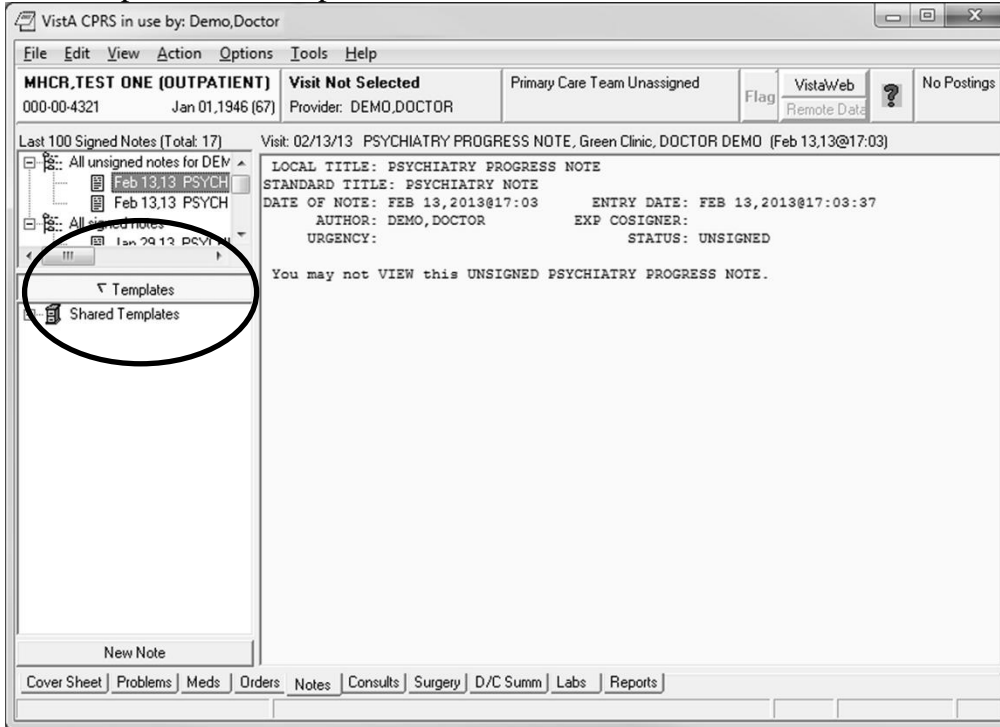 VistA CPRS in use by: Demo,Doctor
File Edit View Action Options Tools Help
MHCR,TEST ONE (OUTPATIENT) Visit Not Selected Primary Care Team Unassigned Flag VistaWeb ? No Postings
000-00-4321 Jan 01,1946 (67) Provider: DEMO,DOCTOR Remote Data
Last 100 Signed Notes (Total: 17) Visit: 02/13/13 PSYCHIATRY PROGRESS NOTE, Green Clinic, DOCTOR DEMO (Feb 13,13@17:03)
All unsigned notes for DEM
Feb 13,13 PSYCH
Feb 13,13 PSYCH
All signed notes
Jan 29,13
LOCAL TITLE: PSYCHIATRY PROGRESS NOTE
STANDARD TITLE: PSYCHIATRY NOTE
DATE OF NOTE: FEB 13,2013@17:03 ENTRY DATE: FEB 13,2013@17:03:37
AUTHOR: DEMO,DOCTOR EXP COSIGNER:
URGENCY: STATUS: UNSIGNED
You may not VIEW this UNSIGNED PSYCHIATRY PROGRESS NOTE.
Templates
Shared Templates
New Note
Cover Sheet Problems Meds Orders Notes Consults Surgery D/C Summ Labs Reports